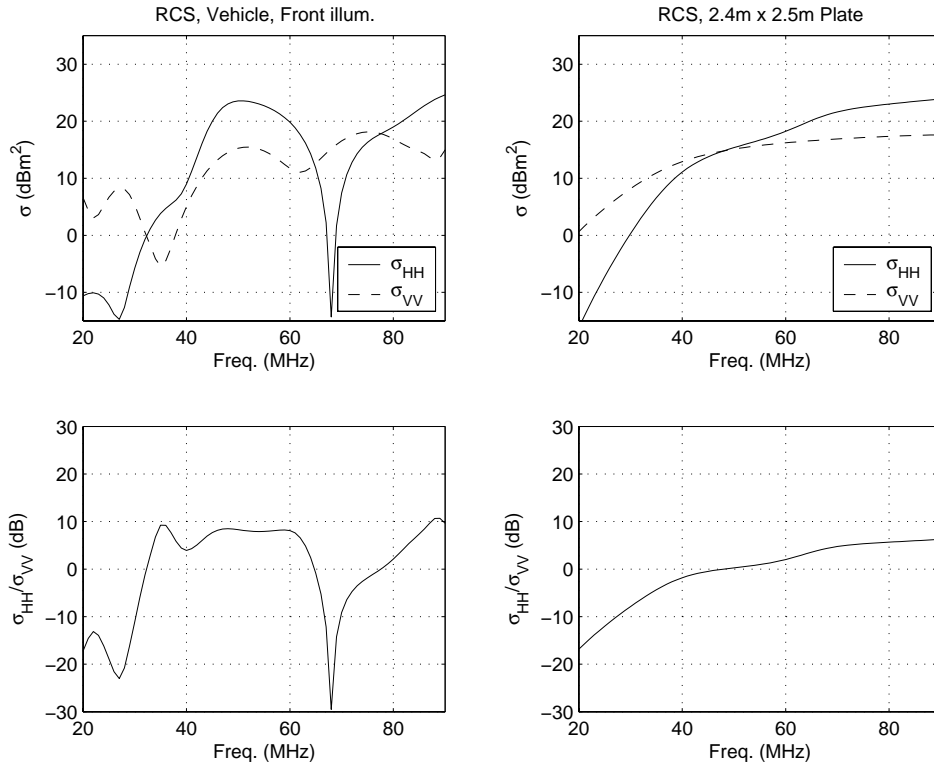 RCS, Vehicle, Front illum.
30
20
10
0
−10
σ (dBm²)
20 40 60 80
Freq. (MHz)
σHH
σVV
RCS, 2.4m x 2.5m Plate
30
20
10
0
−10
σ (dBm²)
20 40 60 80
Freq. (MHz)
σHH
σVV
30
20
10
0
−10
−20
−30
σHH/σVV (dB)
20 40 60 80
Freq. (MHz)
30
20
10
0
−10
−20
−30
σHH/σVV (dB)
20 40 60 80
Freq. (MHz)